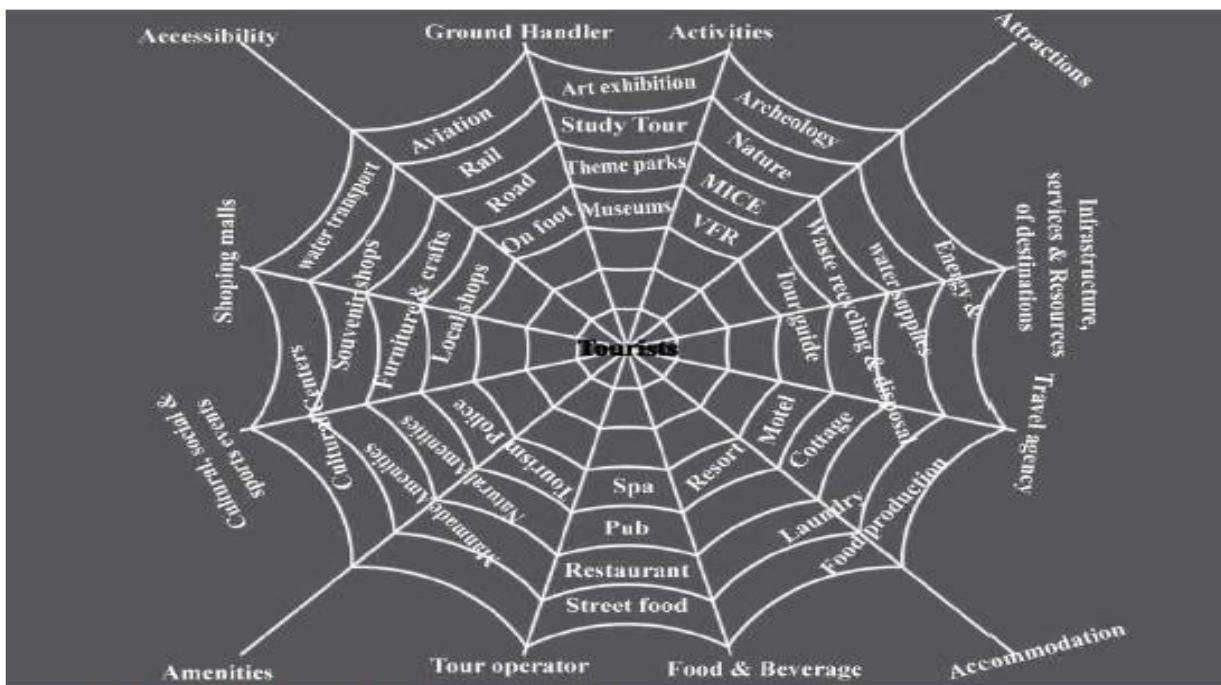 Accessibility
Ground Handler
Activities
Attractions
Art exhibition
Study Tour
Theme parks
Museums
Aviation
Rail
Road
On foot
Archeology
Nature
MICE
VFR
water transport
Souvenir shops
Furniture & crafts
Local shops
Shoping malls
Energy &
water supplies
Waste recycling & disposal
Tour guide
Infrastructure,
services & Resources
of destinations
Tourists
Travel agency
Cultural, social &
sports events
Cultural Centers
Manmade Amenities
Natural Amenities
Tourism Police
Motel
Cottage
Resort
Laundry
Food production
Spa
Pub
Restaurant
Street food
Amenities
Tour operator
Food & Beverage
Accommodation